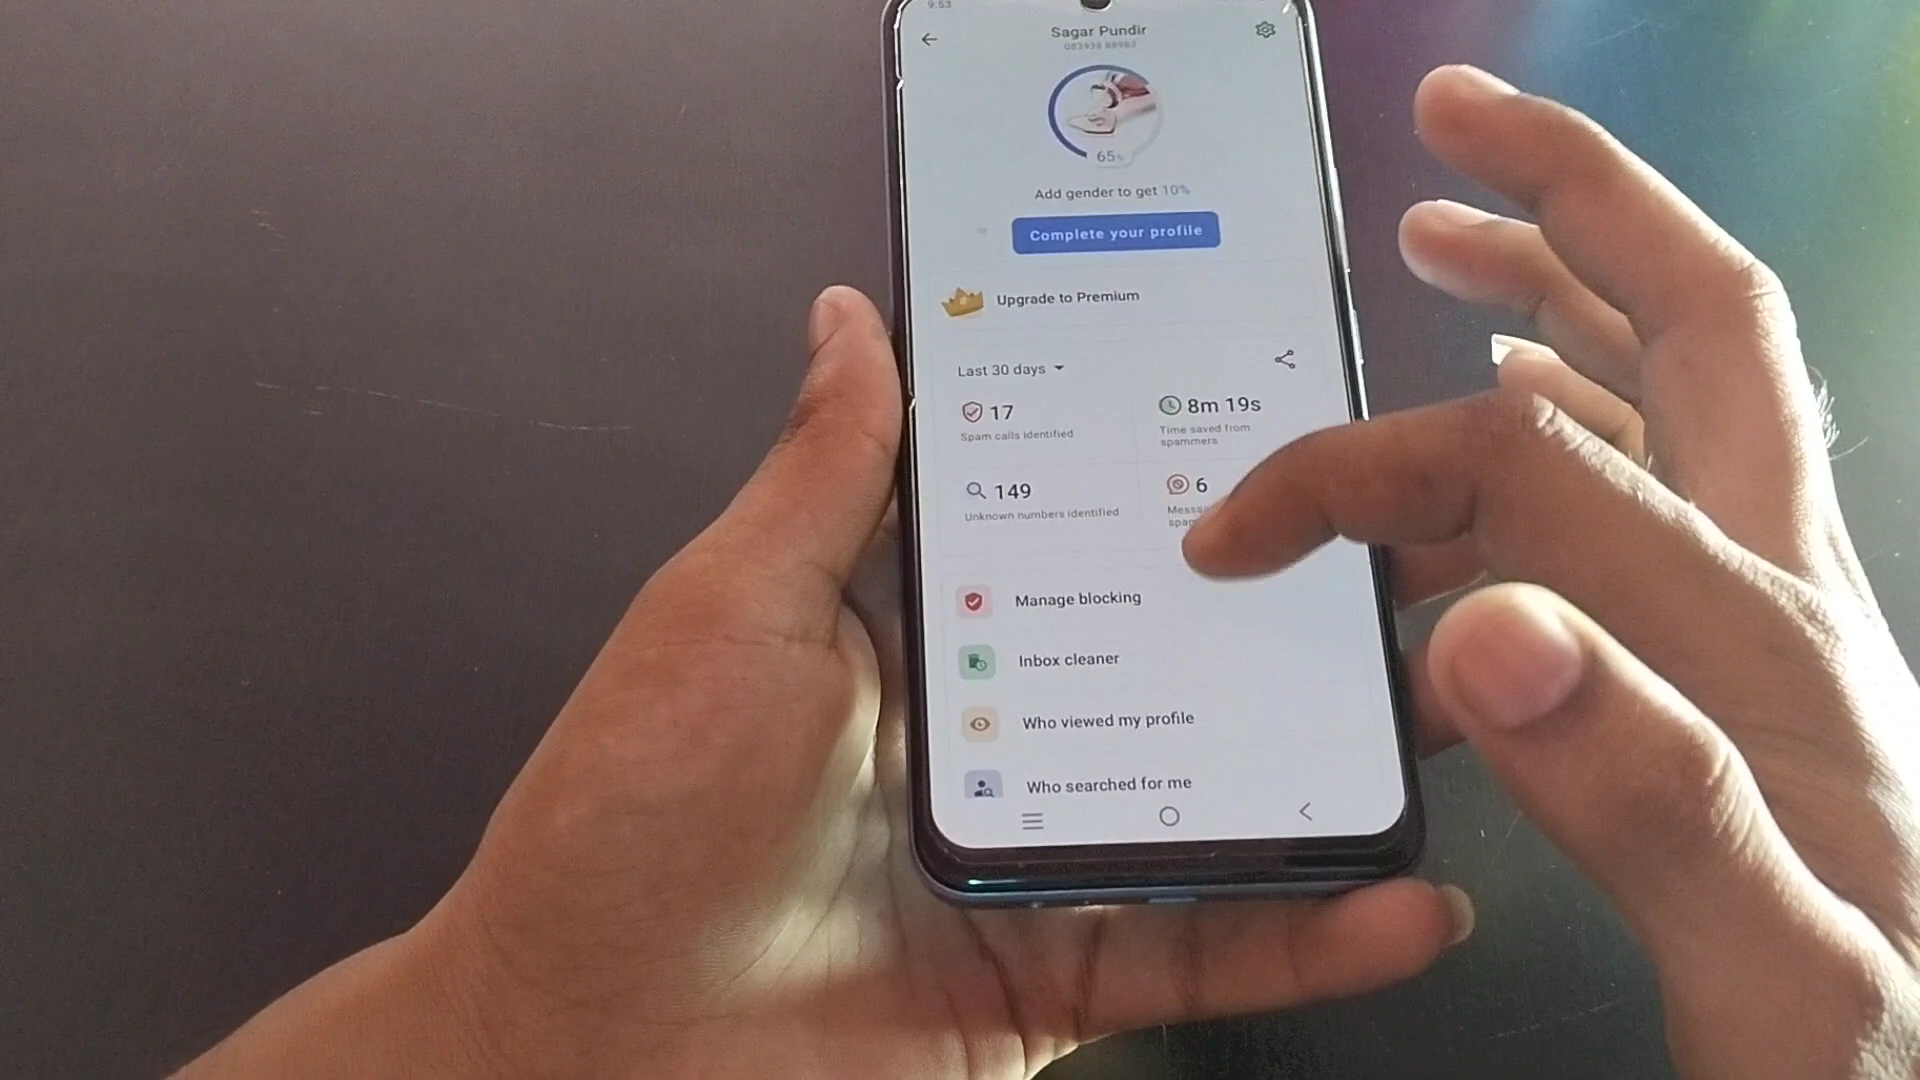 9:53
Sagar Pundir
65%
Add gender to get 10%
Complete your profile
Upgrade to Premium
Last 30 days
17
Spam calls identified
8m 19s
Time saved from
spammers
149
Unknown numbers identified
6
Manage blocking
Inbox cleaner
Who viewed my profile
Who searched for me